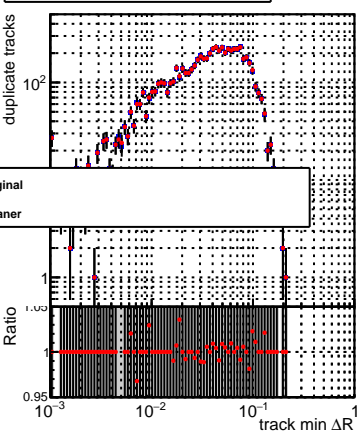 duplicate tracks
10²
ginal
aner
1
1.05
Ratio
1
0.95
10⁻³
10⁻²
10⁻¹
1
track min ΔR